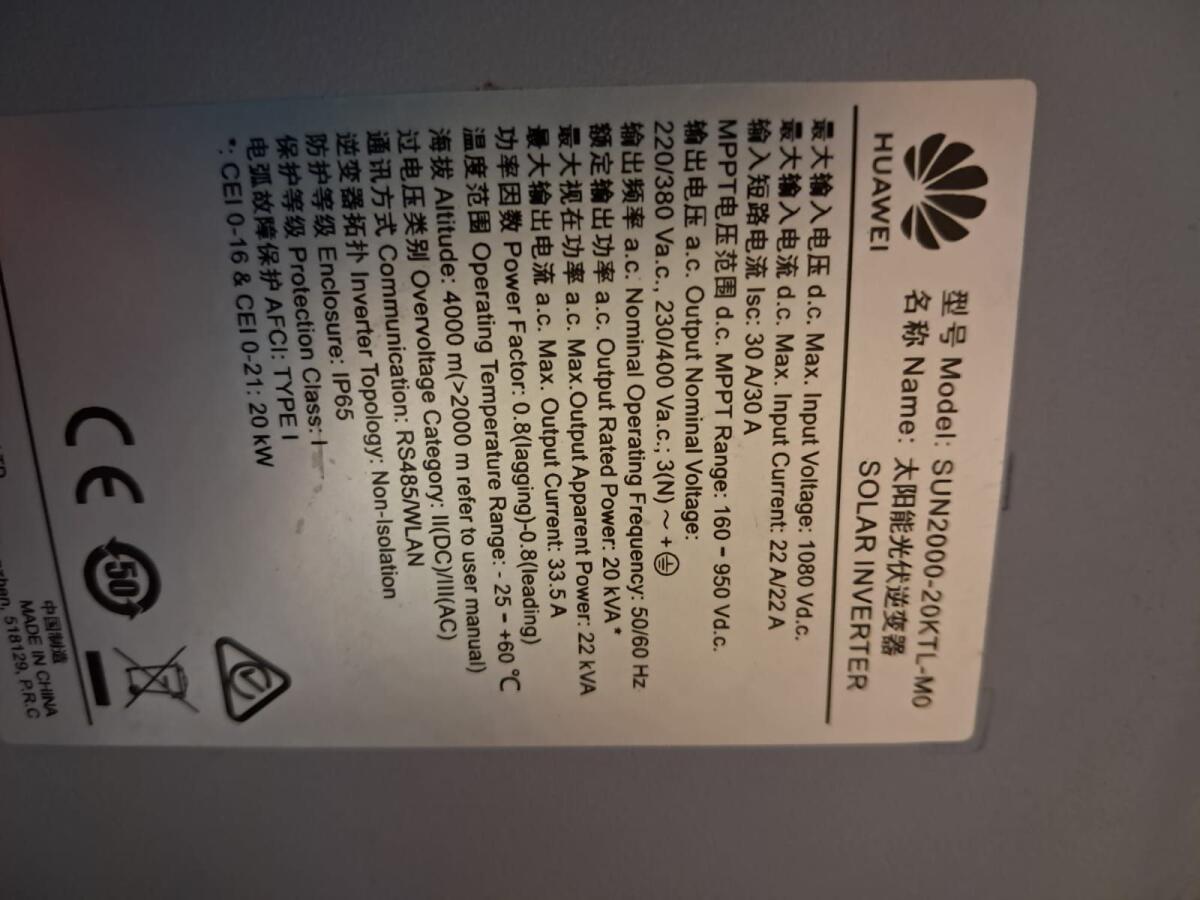 HUAWEI
型号 Model: SUN2000-20KTL-M0
名称 Name: 太阳能光伏逆变器
SOLAR INVERTER
最大输入电压 d.c. Max. Input Voltage: 1080 Vd.c.
最大输入电流 d.c. Max. Input Current: 22 A/22 A
输入短路电流 Isc: 30 A/30 A
MPPT电压范围 d.c. MPPT Range: 160 - 950 Vd.c.
输出电压 a.c. Output Nominal Voltage:
220/380 Va.c., 230/400 Va.c.; 3(N) ~ +
输出频率 a.c. Nominal Operating Frequency: 50/60 Hz
额定输出功率 a.c. Output Rated Power: 20 kVA *
最大视在功率 a.c. Max.Output Apparent Power: 22 kVA
最大输出电流 a.c. Max. Output Current: 33.5 A
功率因数 Power Factor: 0.8(lagging)-0.8(leading)
温度范围 Operating Temperature Range: - 25 - +60 ℃
海拔 Altitude: 4000 m(>2000 m refer to user manual)
过电压类别 Overvoltage Category: II(DC)/III(AC)
通讯方式 Communication: RS485/WLAN
逆变器拓扑 Inverter Topology: Non-Isolation
防护等级 Enclosure: IP65
保护等级 Protection Class: I
电弧故障保护 AFCI: TYPE I
*: CEI 0-16 & CEI 0-21: 20 kW
CE
50
中国制造
MADE IN CHINA
518129, P.R.C